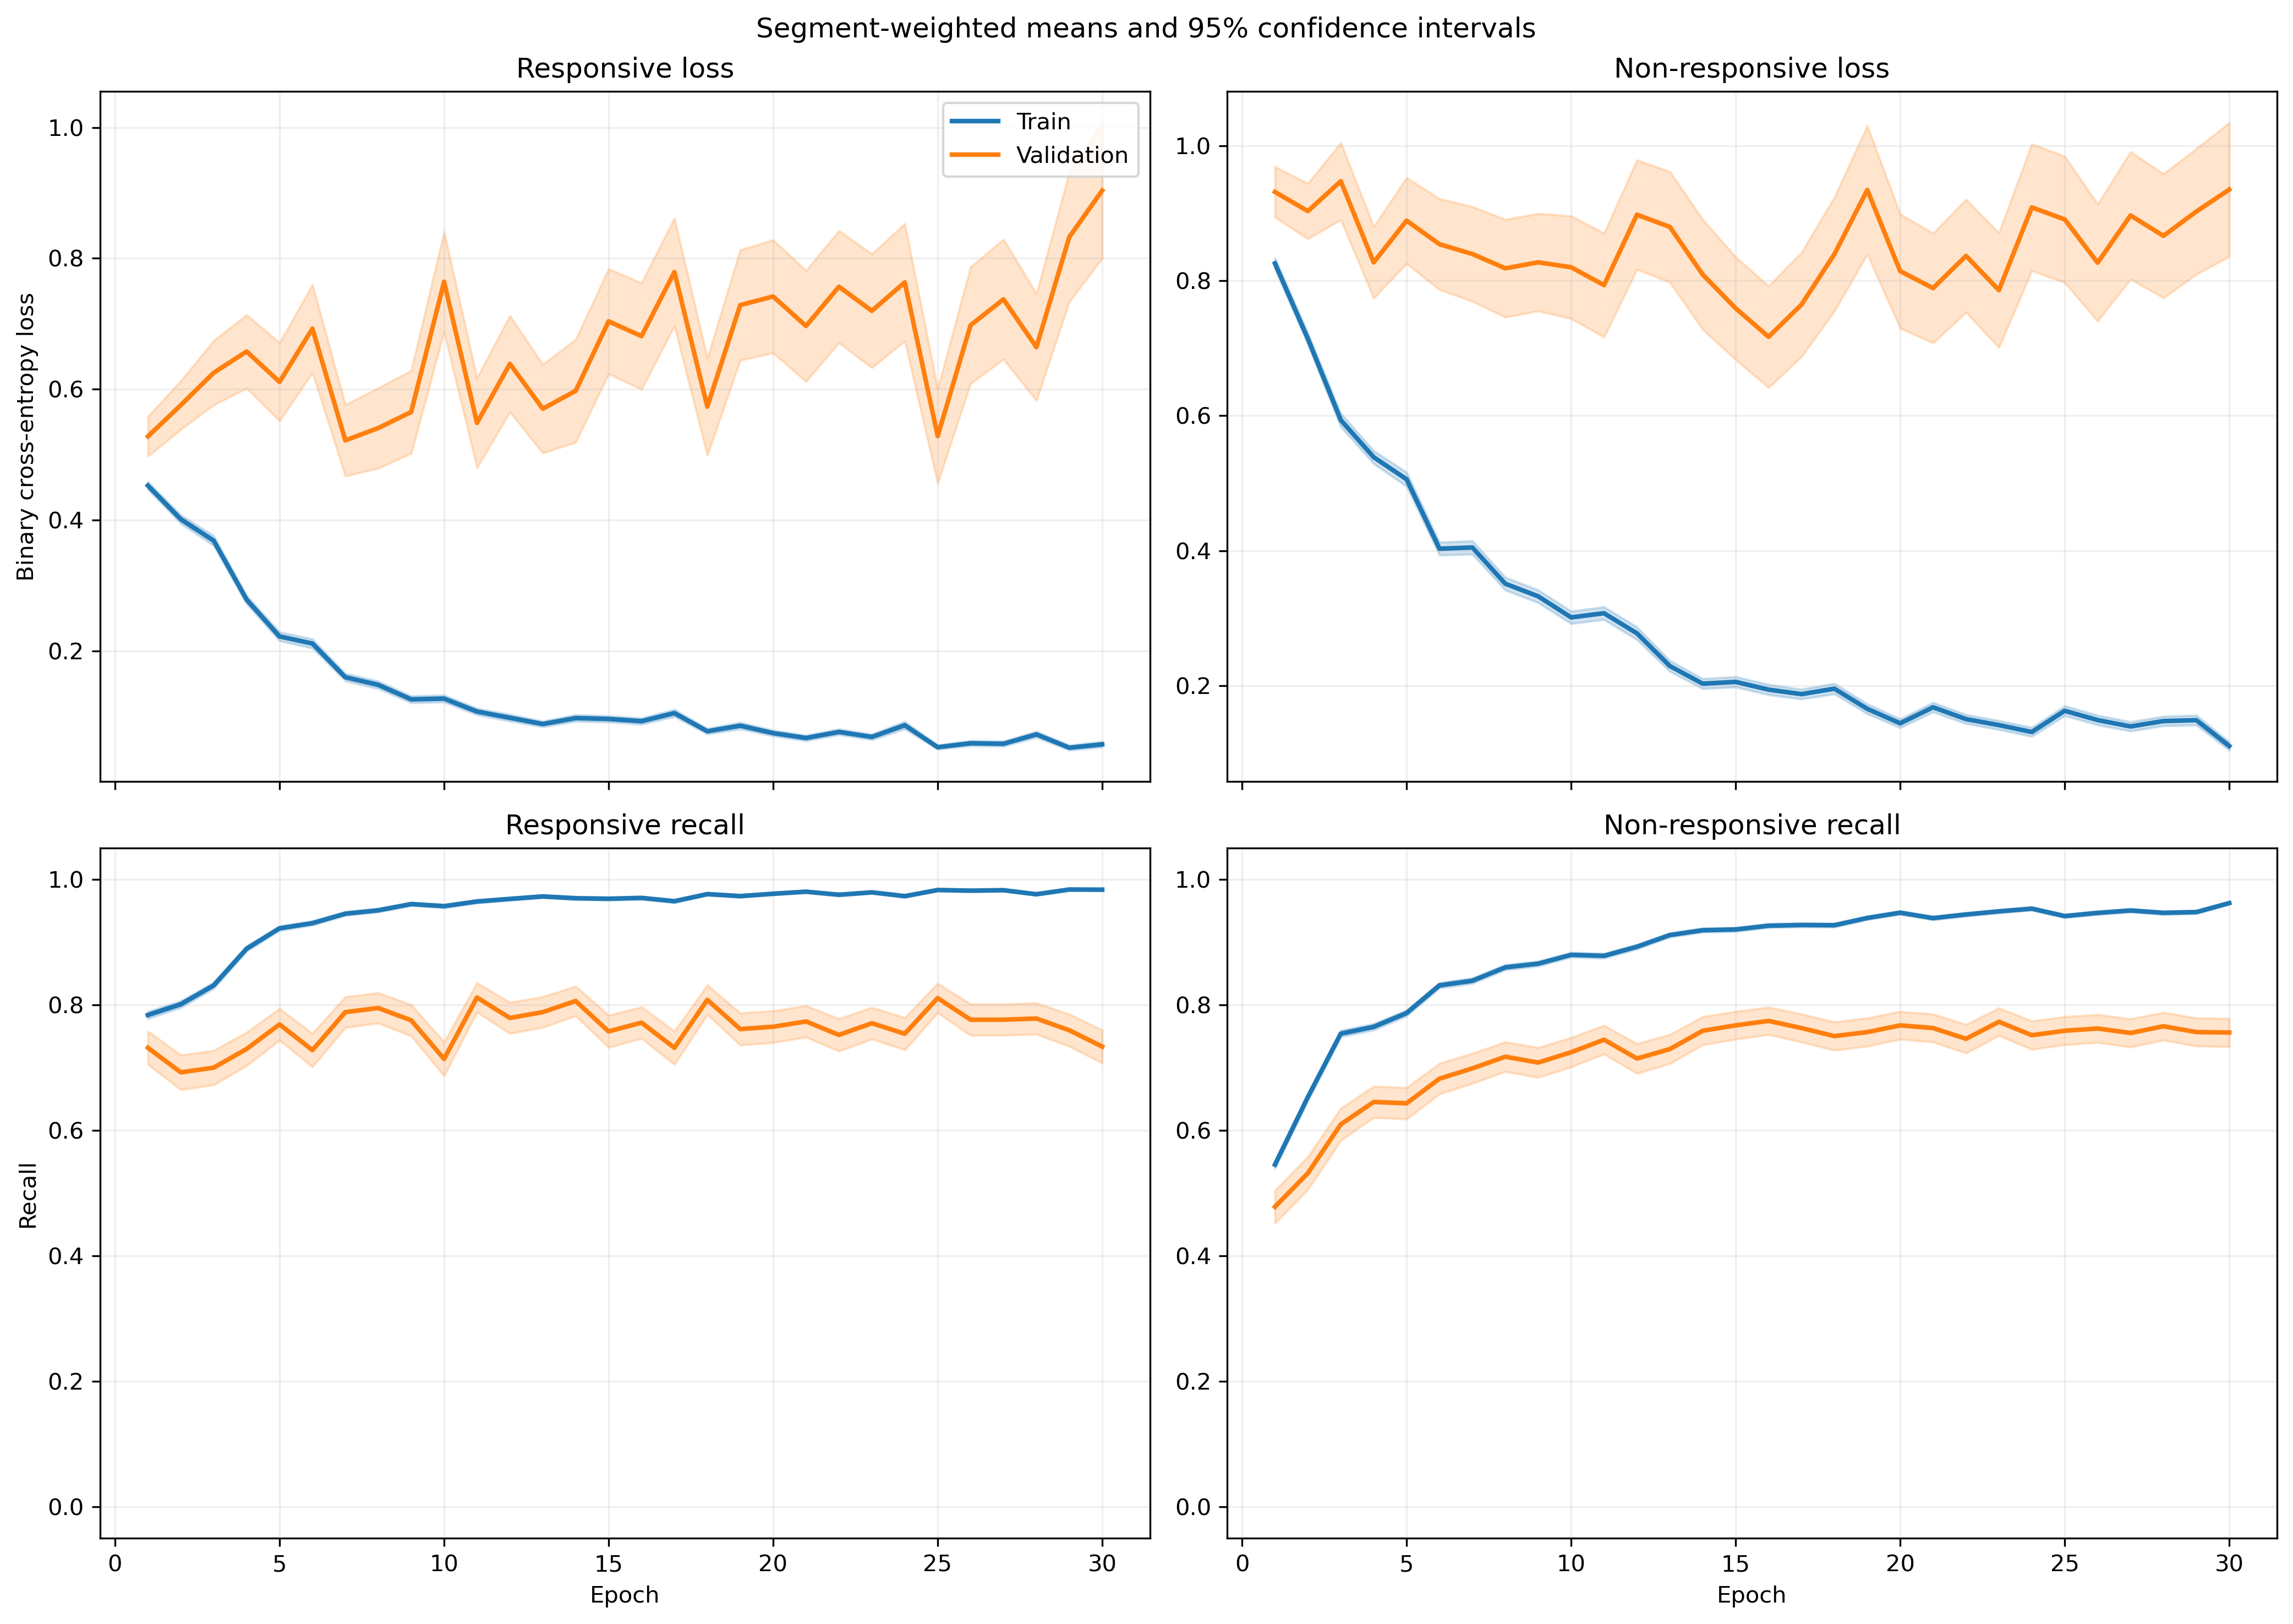 Segment-weighted means and 95% confidence intervals
Responsive loss
Non-responsive loss
Train
Validation
Binary cross-entropy loss
1.0
0.8
0.6
0.4
0.2
1.0
0.8
0.6
0.4
0.2
Responsive recall
Non-responsive recall
Recall
1.0
0.8
0.6
0.4
0.2
0.0
1.0
0.8
0.6
0.4
0.2
0.0
0 5 10 15 20 25 30
0 5 10 15 20 25 30
Epoch
Epoch